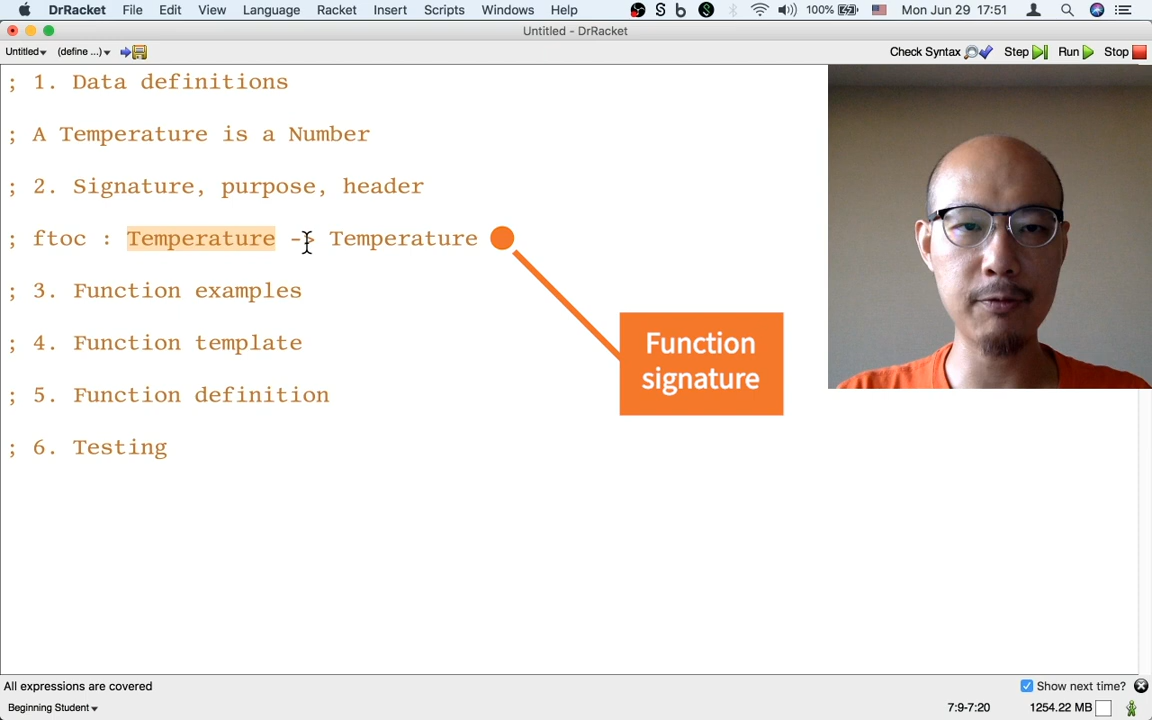 DrRacket File Edit View Language Racket Insert Scripts Windows Help 100% Mon Jun 29 17:51
Untitled - DrRacket
Untitled (define ...) Check Syntax Step Run Stop
; 1. Data definitions
; A Temperature is a Number
; 2. Signature, purpose, header
; ftoc : Temperature -> Temperature
; 3. Function examples
; 4. Function template
; 5. Function definition
; 6. Testing
Function
signature
All expressions are covered Show next time?
Beginning Student 7:9-7:20 1254.22 MB